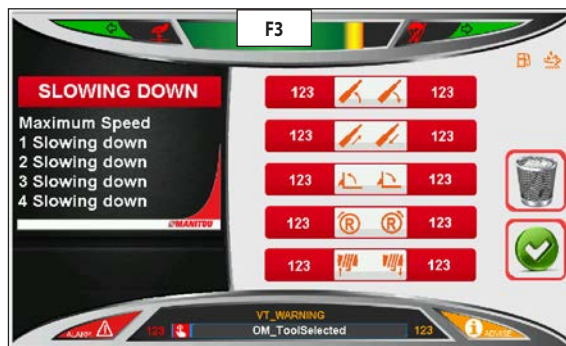 F3
SLOWING DOWN
Maximum Speed
1 Slowing down
2 Slowing down
3 Slowing down
4 Slowing down
MANITOU
123 123
123 123
123 123
123 R R 123
123 123
VT_WARNING
ALARM 123 OM_ToolSelected 123 i ADVISE